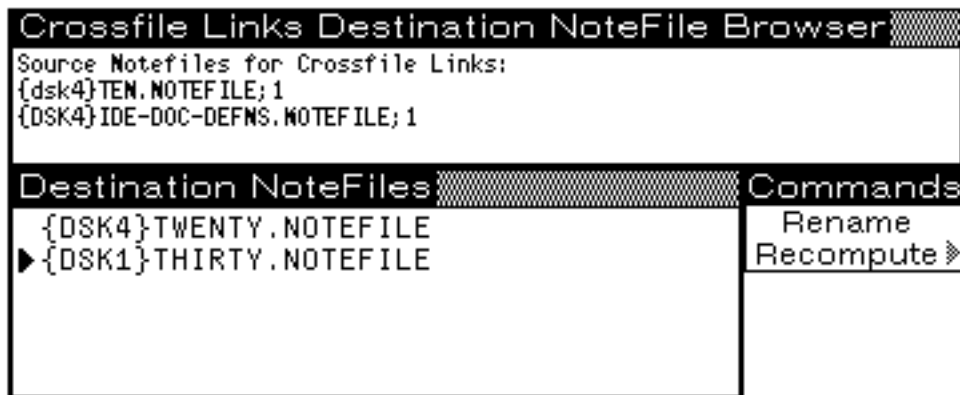 Crossfile Links Destination NoteFile Browser
Source Notefiles for Crossfile Links:
{dsk4}TEN.NOTEFILE;1
{DSK4}IDE-DOC-DEFNS.NOTEFILE;1
Destination NoteFiles
Commands
{DSK4}TWENTY.NOTEFILE
{DSK1}THIRTY.NOTEFILE
Rename
Recompute